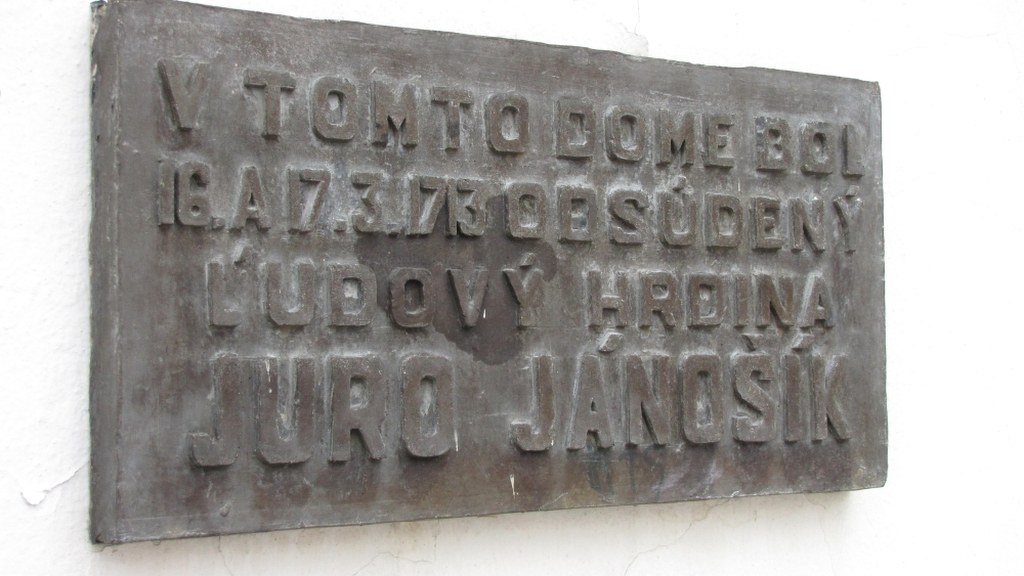 V TOMTO DOME BOL
16. A 17. 3. 1713 ODSÚDENÝ
ĽUDOVÝ HRDINA
JURO JÁNOŠÍK